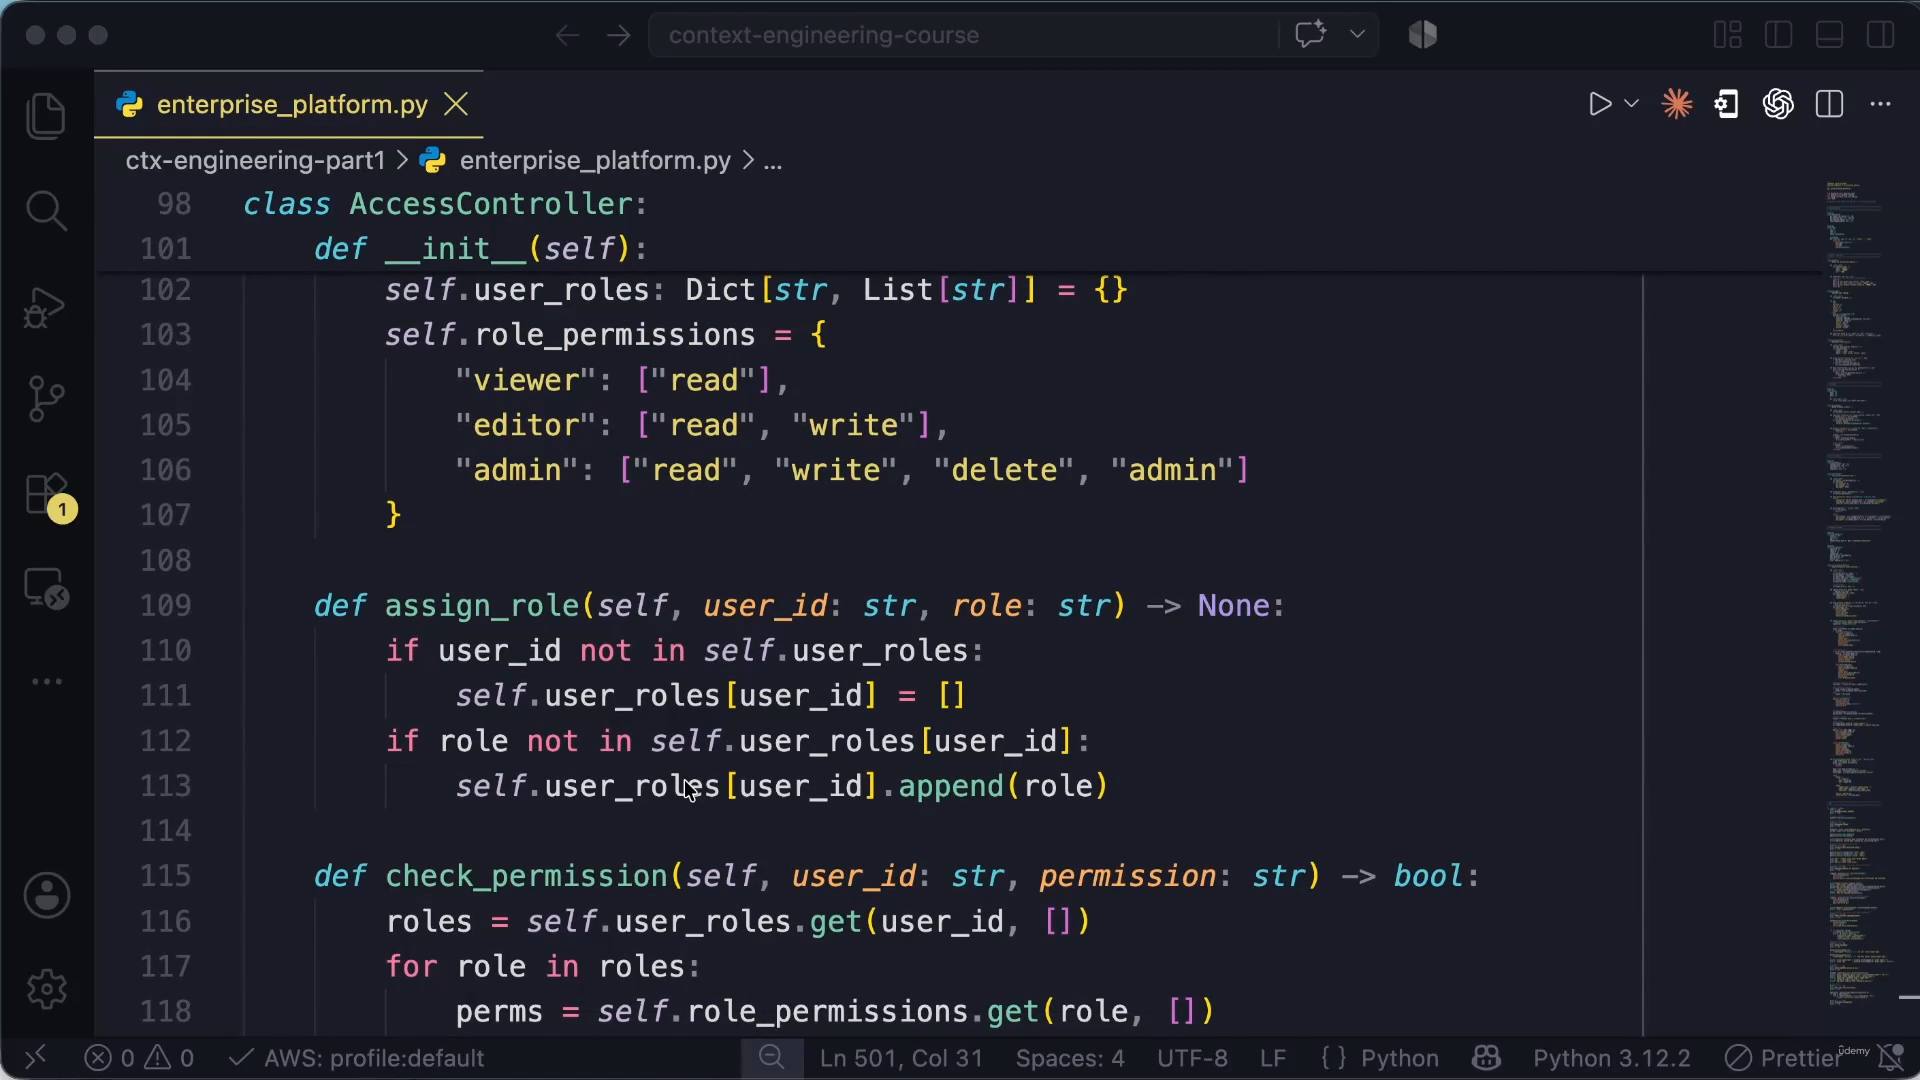 context-engineering-course
enterprise_platform.py
ctx-engineering-part1 > enterprise_platform.py > ...
98 class AccessController:
101 def __init__(self):
102 self.user_roles: Dict[str, List[str]] = {}
103 self.role_permissions = {
104 "viewer": ["read"],
105 "editor": ["read", "write"],
106 "admin": ["read", "write", "delete", "admin"]
107 }
108
109 def assign_role(self, user_id: str, role: str) -> None:
110 if user_id not in self.user_roles:
111 self.user_roles[user_id] = []
112 if role not in self.user_roles[user_id]:
113 self.user_roles[user_id].append(role)
114
115 def check_permission(self, user_id: str, permission: str) -> bool:
116 roles = self.user_roles.get(user_id, [])
117 for role in roles:
118 perms = self.role_permissions.get(role, [])
1
0 0 AWS: profile:default Ln 501, Col 31 Spaces: 4 UTF-8 LF {} Python Python 3.12.2 Prettier
udemy